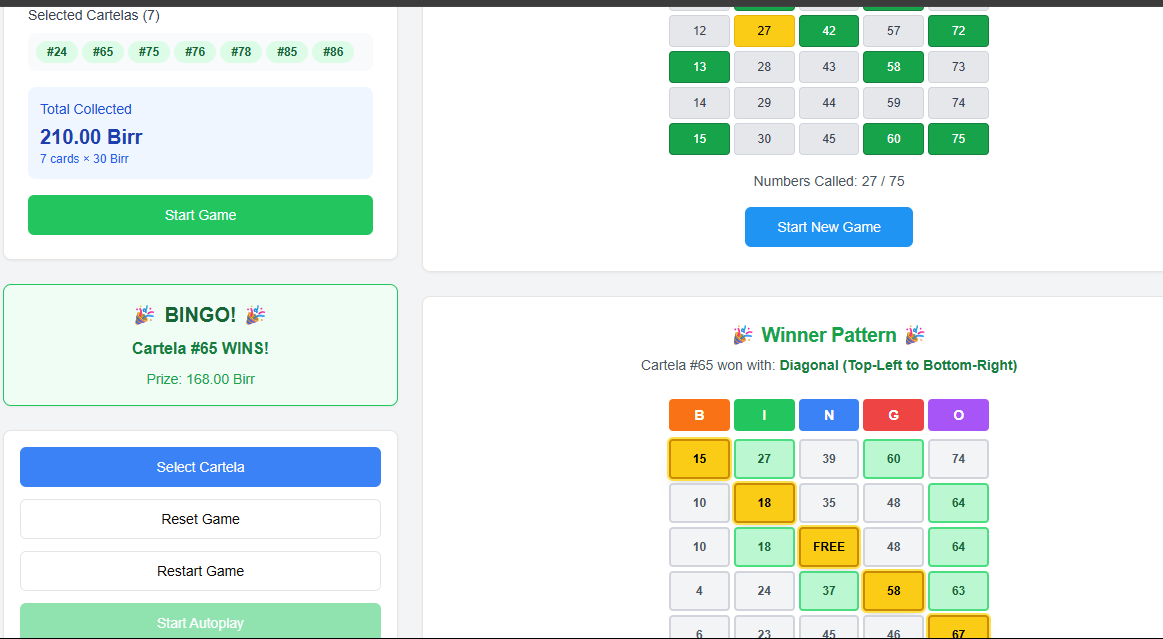 Selected Cartelas (7)
#24 #65 #75 #76 #78 #85 #86
Total Collected
210.00 Birr
7 cards × 30 Birr
Start Game
🎉 BINGO! 🎉
Cartela #65 WINS!
Prize: 168.00 Birr
Select Cartela
Reset Game
Restart Game
Start Autoplay
12 27 42 57 72
13 28 43 58 73
14 29 44 59 74
15 30 45 60 75
Numbers Called: 27 / 75
Start New Game
🎉 Winner Pattern 🎉
Cartela #65 won with: Diagonal (Top-Left to Bottom-Right)
B I N G O
15 27 39 60 74
10 18 35 48 64
10 18 FREE 48 64
4 24 37 58 63
6 23 45 46 67